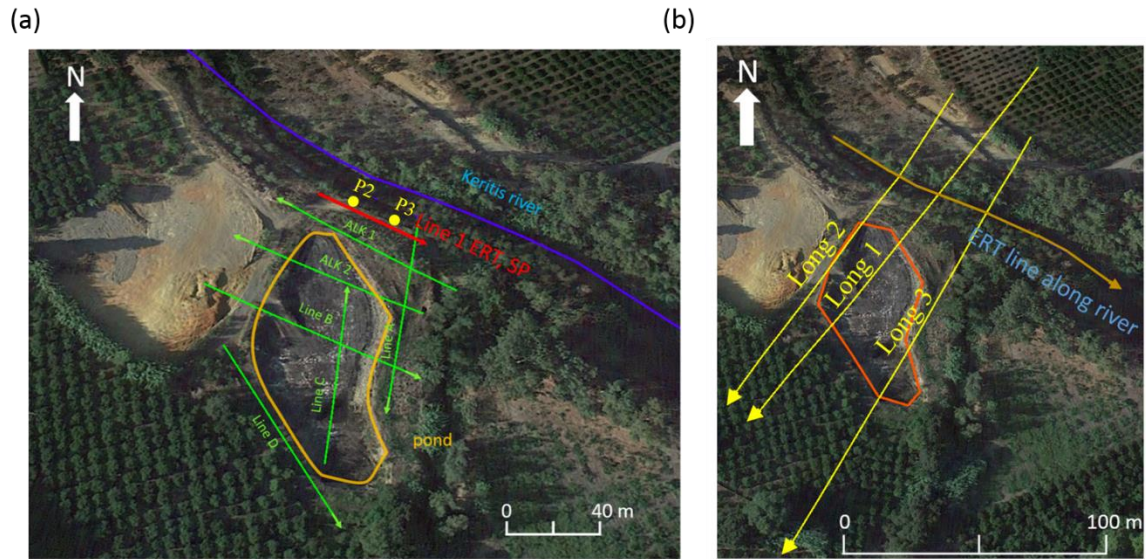 (a)
N
P2
P3
Keritis river
Line 1 ERT, SP
ALK 1
ALK 2
Line B
Line
Line C
Line D
pond
0 40 m
(b)
N
Long 2
Long 1
Long 3
ERT line along river
0 100 m